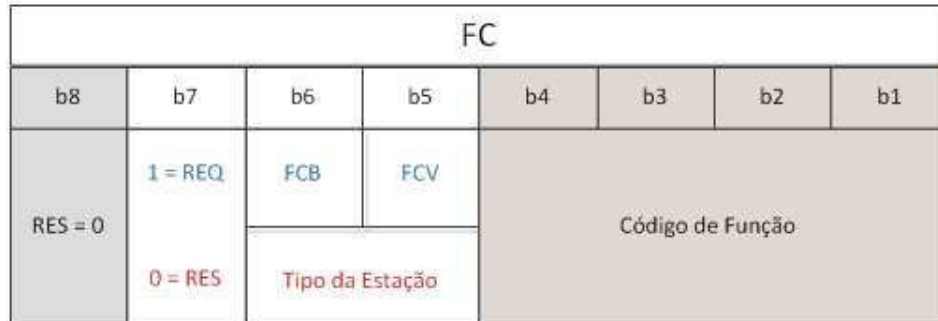 FC
b8 b7 b6 b5 b4 b3 b2 b1
1 = REQ FCB FCV
RES = 0 Código de Função
0 = RES Tipo da Estação